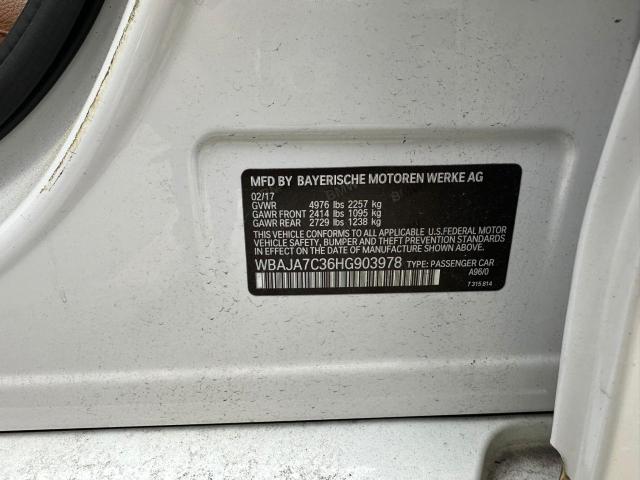 MFD BY BAYERISCHE MOTOREN WERKE AG
02/17
GVWR 4976 lbs 2257 kg
GAWR FRONT 2414 lbs 1095 kg
GAWR REAR 2729 lbs 1238 kg
THIS VEHICLE CONFORMS TO ALL APPLICABLE U.S.FEDERAL MOTOR
VEHICLE SAFETY, BUMPER AND THEFT PREVENTION STANDARDS
IN EFFECT ON THE DATE OF MANUFACTURE SHOWN ABOVE.
WBAJA7C36HG903978 TYPE: PASSENGER CAR
A96/0
7 315 814